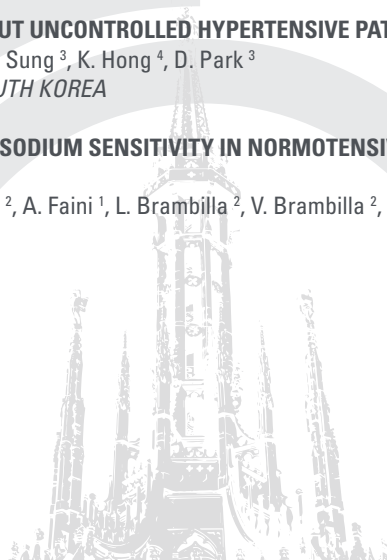 UT UNCONTROLLED HYPERTENSIVE PAT
Sung ³, K. Hong ⁴, D. Park ³
UTH KOREA
SODIUM SENSITIVITY IN NORMOTENSI
², A. Faini ¹, L. Brambilla ², V. Brambilla ²,